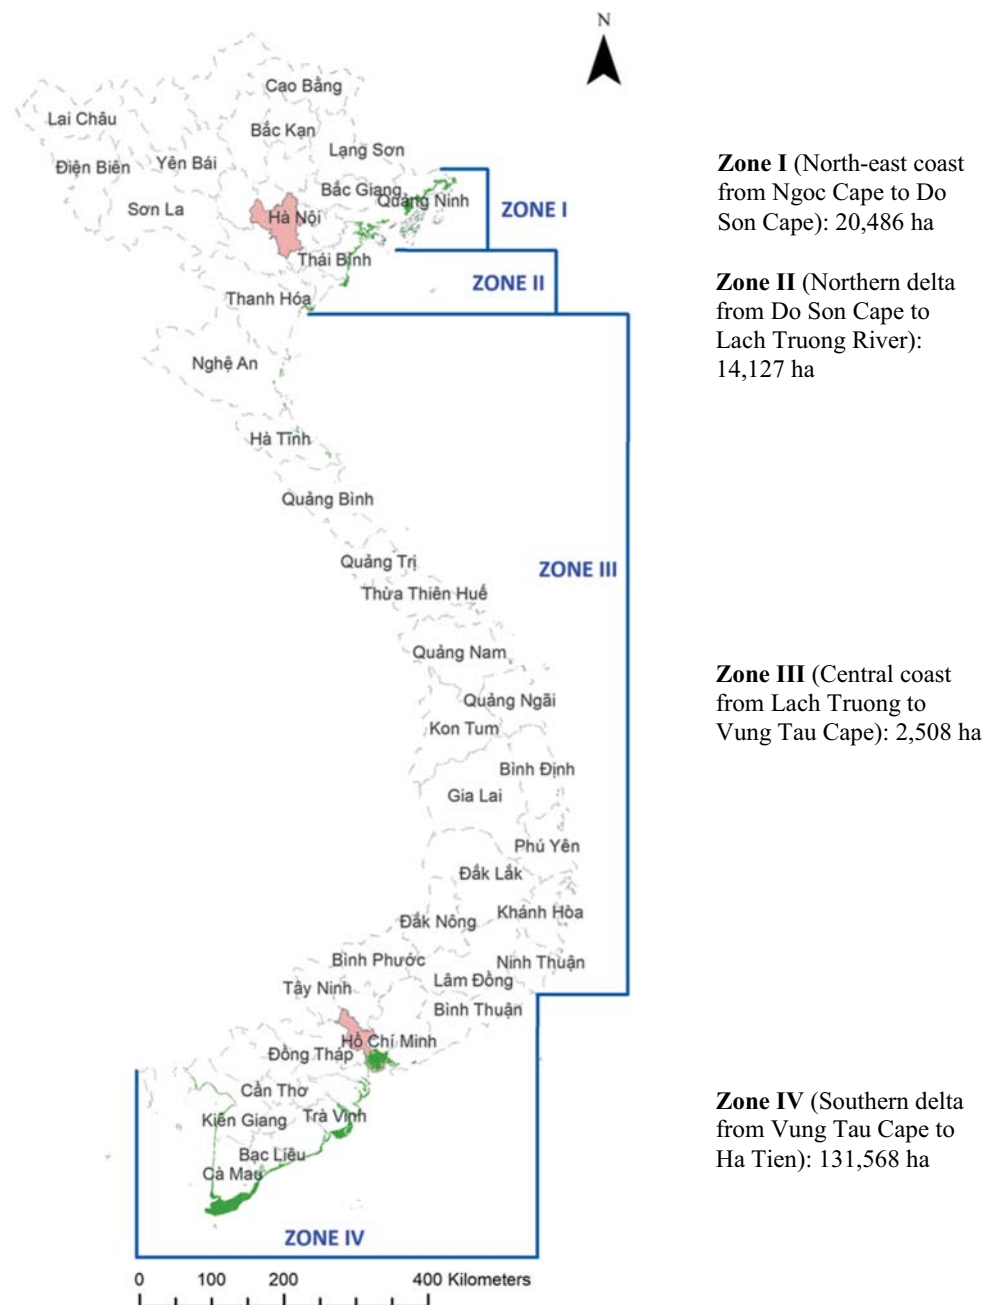 N
Cao Bằng
Lai Châu
Bắc Kạn
Lạng Sơn
Điện Biên
Yên Bái
Bắc Giang
Quảng Ninh
Sơn La
Hà Nội
ZONE I
Thái Bình
ZONE II
Thanh Hóa
Nghệ An
Hà Tĩnh
Quảng Bình
Quảng Trị
ZONE III
Thừa Thiên Huế
Quảng Nam
Quảng Ngãi
Kon Tum
Bình Định
Gia Lai
Phú Yên
Đắk Lắk
Khánh Hòa
Đắk Nông
Bình Phước
Ninh Thuận
Lâm Đồng
Tây Ninh
Bình Thuận
Hồ Chí Minh
Đồng Tháp
Cần Thơ
Kiên Giang
Trà Vinh
Bạc Liêu
Cà Mau
ZONE IV
0 100 200 400 Kilometers
Zone I (North-east coast
from Ngoc Cape to Do
Son Cape): 20,486 ha
Zone II (Northern delta
from Do Son Cape to
Lach Truong River):
14,127 ha
Zone III (Central coast
from Lach Truong to
Vung Tau Cape): 2,508 ha
Zone IV (Southern delta
from Vung Tau Cape to
Ha Tien): 131,568 ha